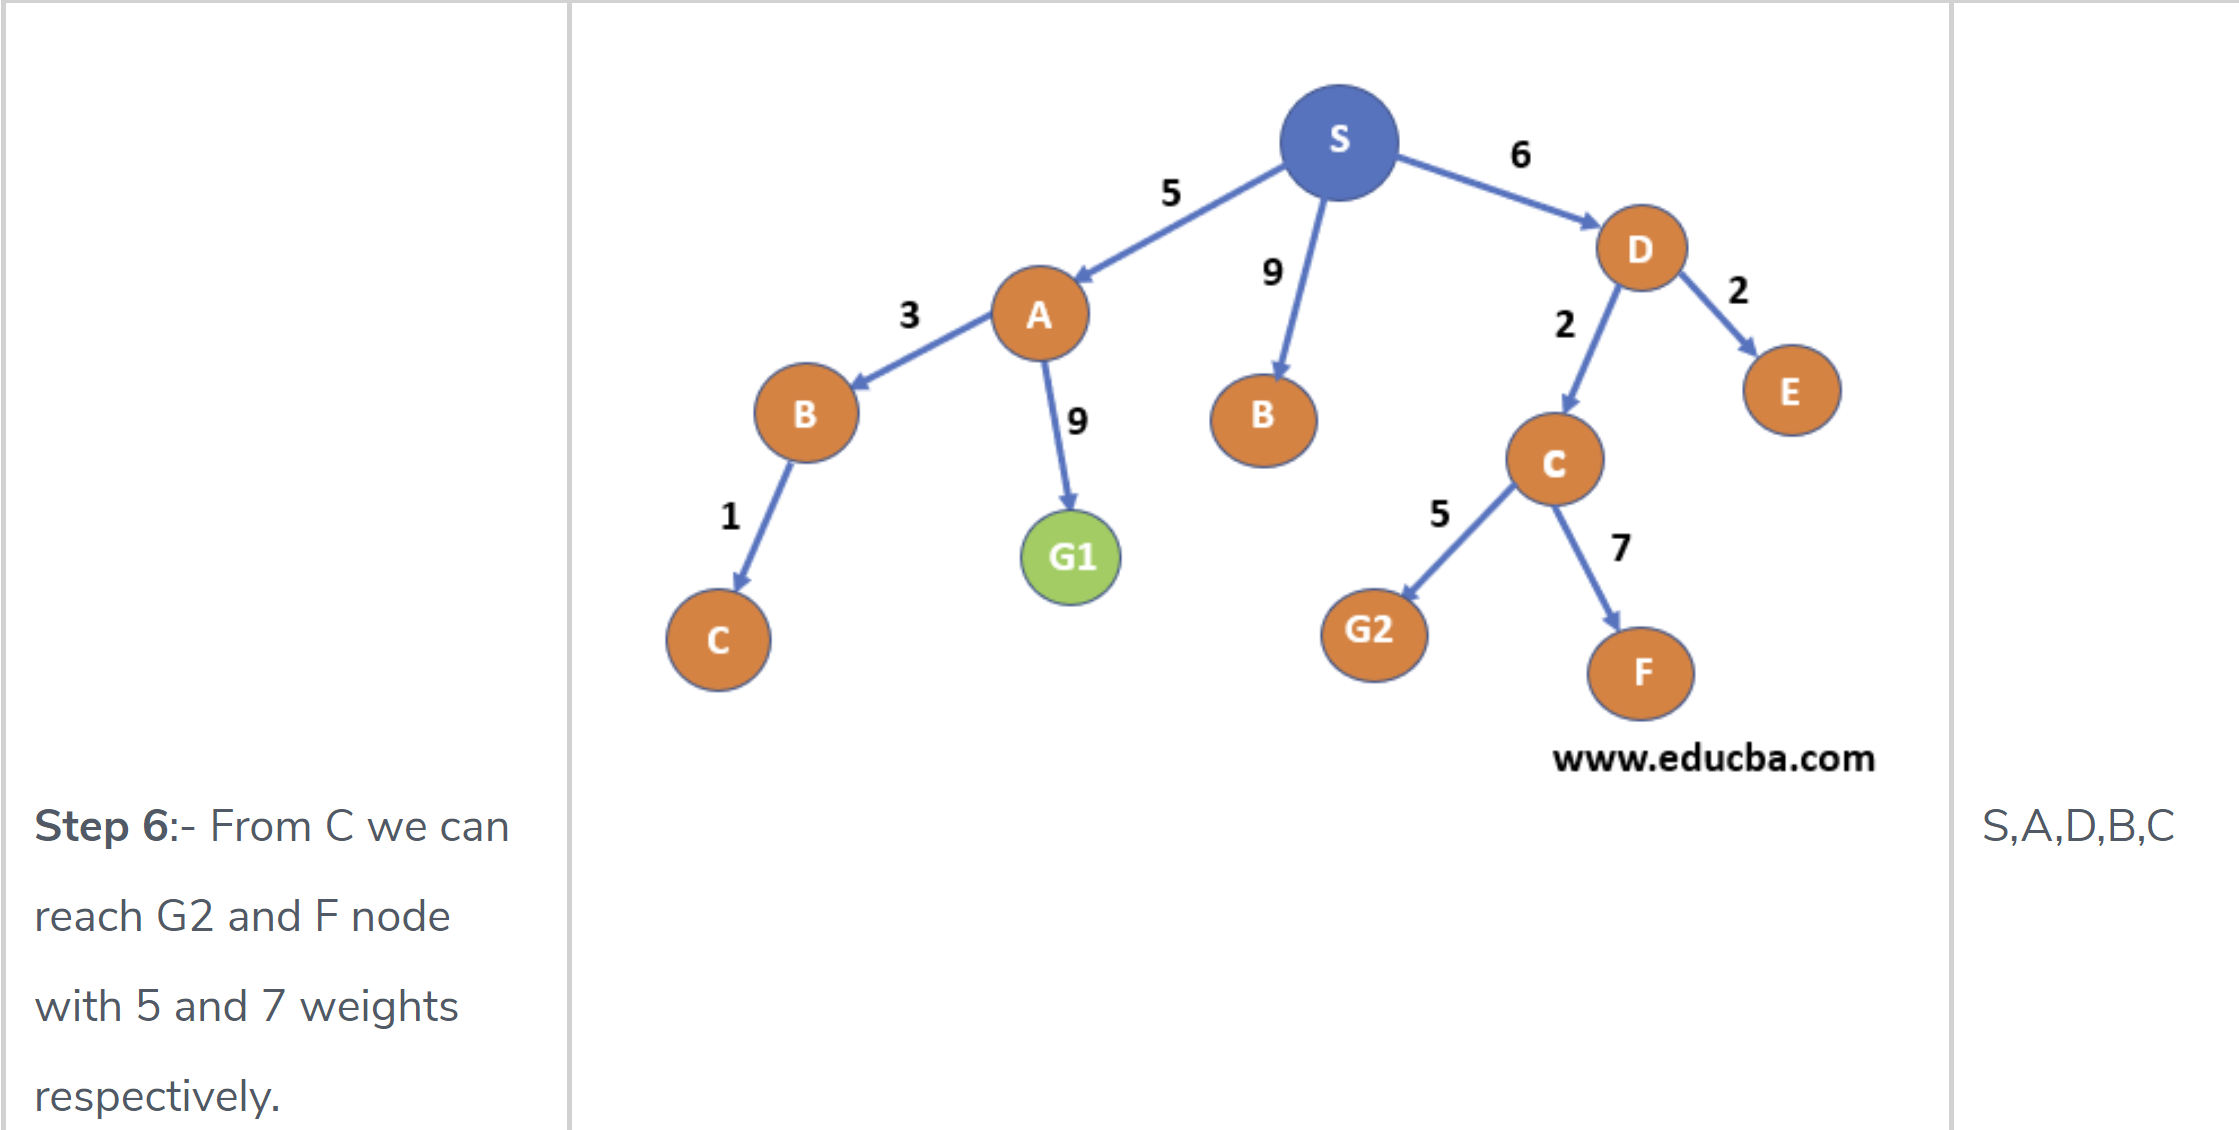 S
6
5
D
9
2
3
A
2
B
9
B
E
C
5
1
7
G1
G2
C
F
www.educba.com
Step 6:- From C we can
reach G2 and F node
with 5 and 7 weights
respectively.
S,A,D,B,C